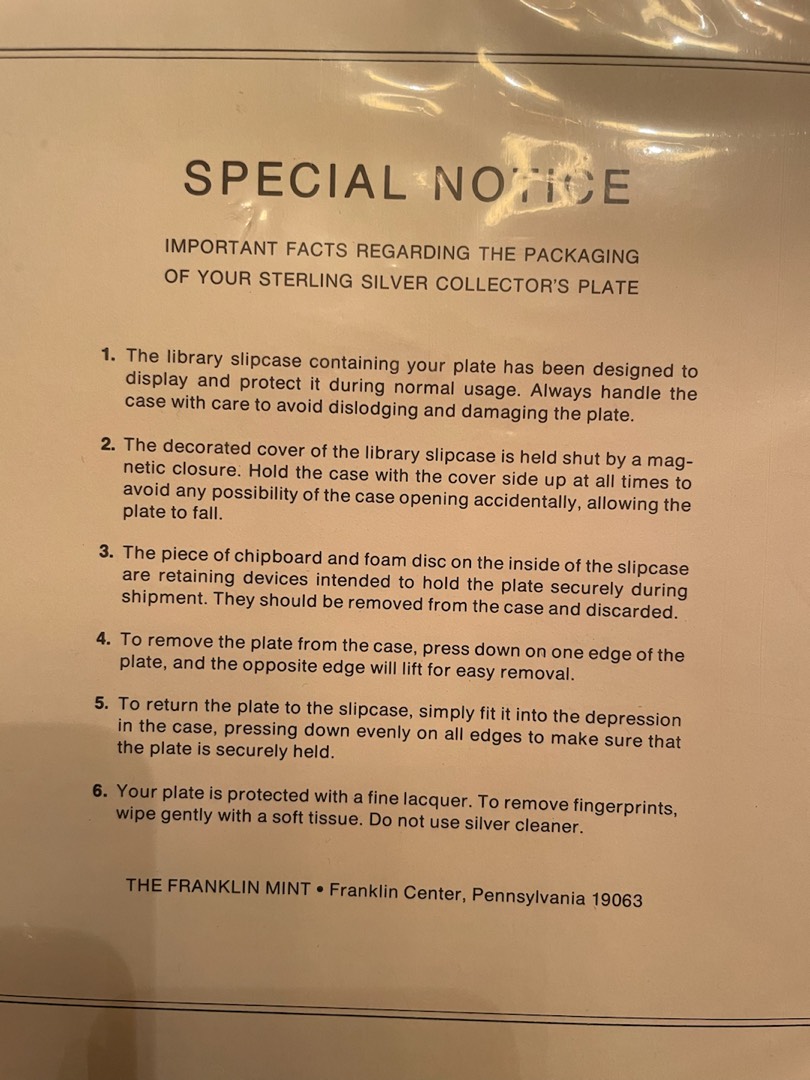 SPECIAL NOTICE
IMPORTANT FACTS REGARDING THE PACKAGING
OF YOUR STERLING SILVER COLLECTOR'S PLATE
1. The library slipcase containing your plate has been designed to
display and protect it during normal usage. Always handle the
case with care to avoid dislodging and damaging the plate.
2. The decorated cover of the library slipcase is held shut by a mag-
netic closure. Hold the case with the cover side up at all times to
avoid any possibility of the case opening accidentally, allowing the
plate to fall.
3. The piece of chipboard and foam disc on the inside of the slipcase
are retaining devices intended to hold the plate securely during
shipment. They should be removed from the case and discarded.
4. To remove the plate from the case, press down on one edge of the
plate, and the opposite edge will lift for easy removal.
5. To return the plate to the slipcase, simply fit it into the depression
in the case, pressing down evenly on all edges to make sure that
the plate is securely held.
6. Your plate is protected with a fine lacquer. To remove fingerprints,
wipe gently with a soft tissue. Do not use silver cleaner.
THE FRANKLIN MINT • Franklin Center, Pennsylvania 19063